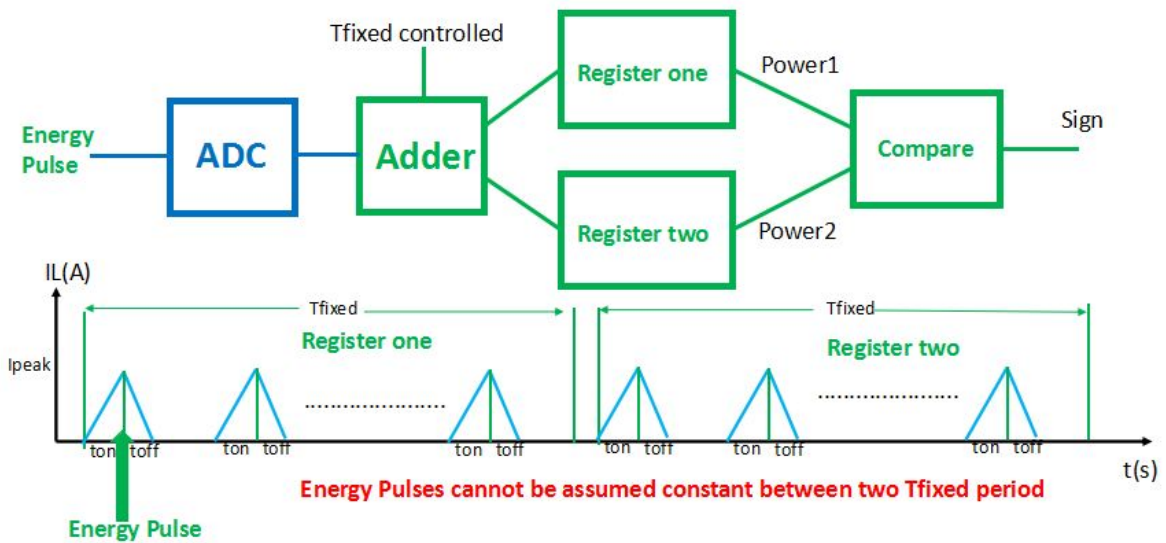 Tfixed controlled
Register one
Power1
Energy
Pulse
ADC
Adder
Compare
Sign
Register two
Power2
IL(A)
Tfixed
Tfixed
Register one
Register two
Ipeak
........................
........................
ton toff
ton toff
ton toff
ton toff
ton toff
ton toff
t(s)
Energy Pulses cannot be assumed constant between two Tfixed period
Energy Pulse